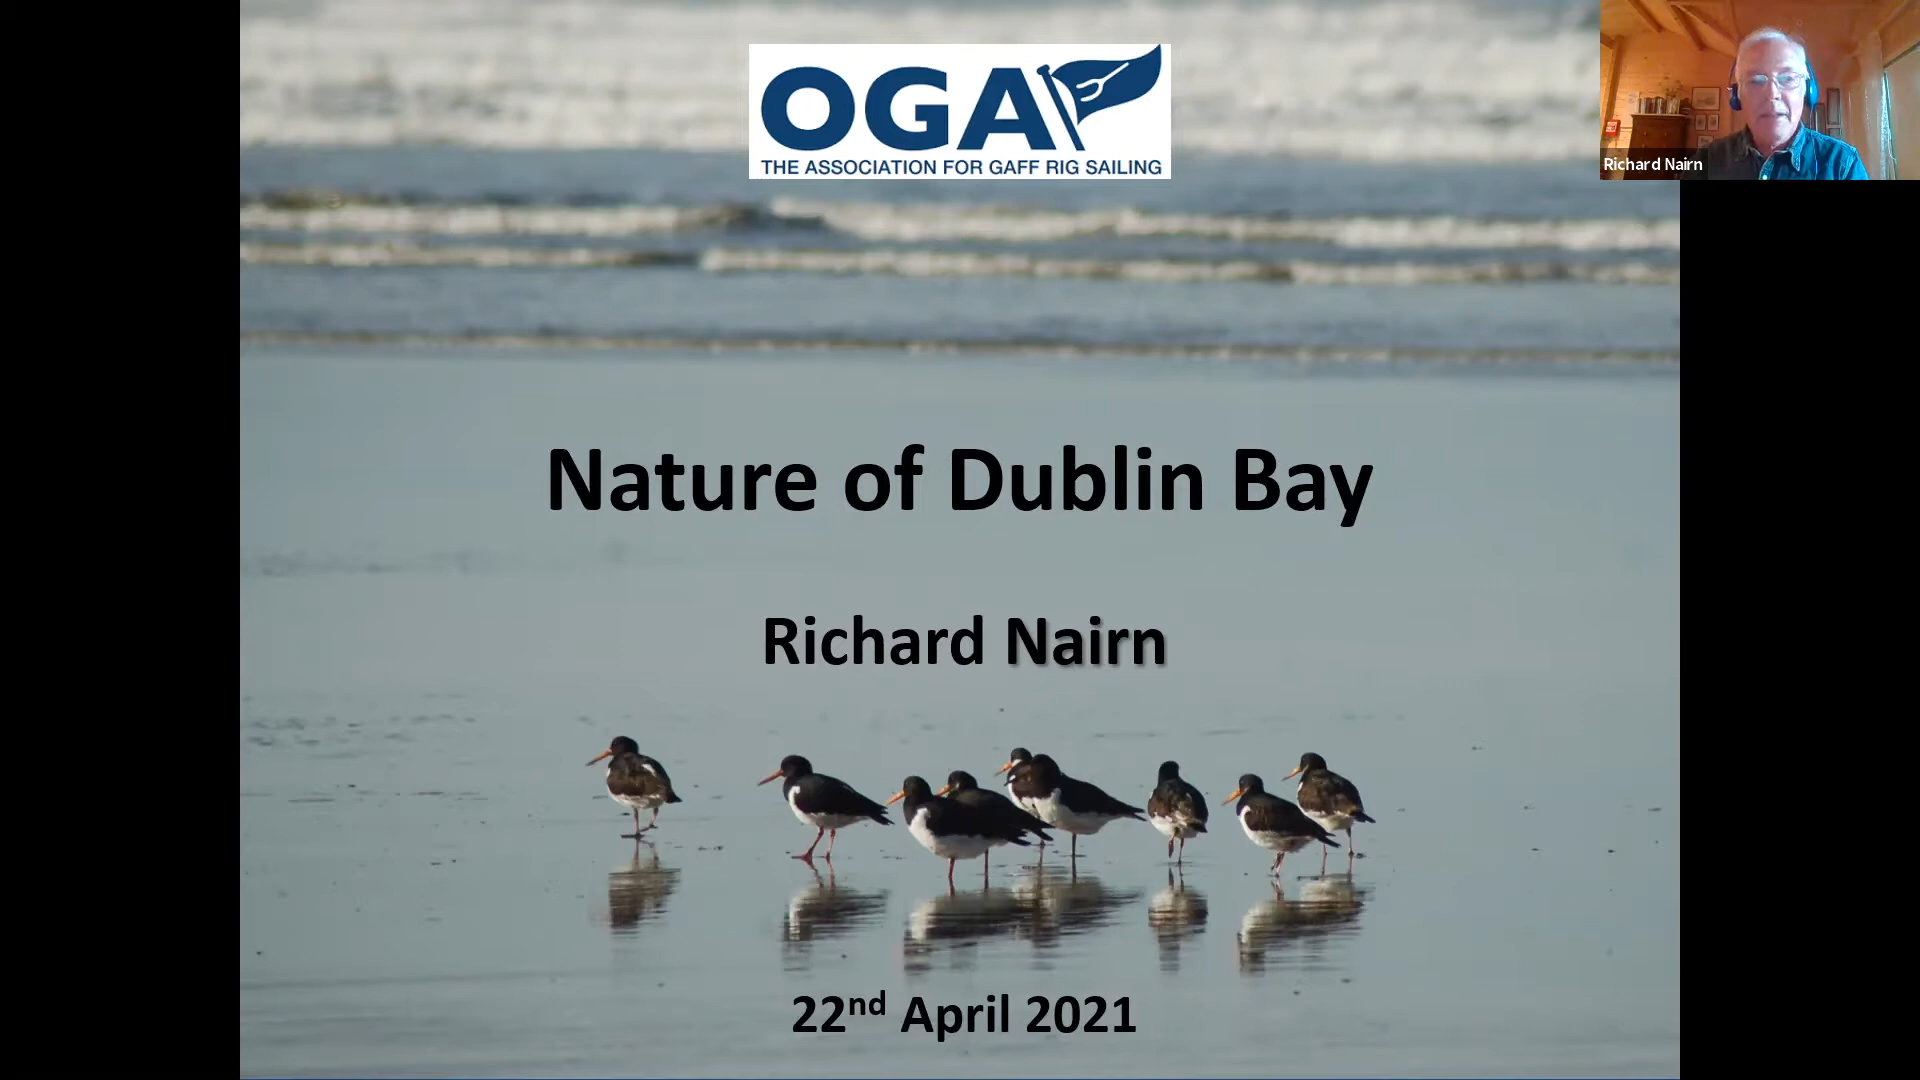 OGA
THE ASSOCIATION FOR GAFF RIG SAILING
Richard Nairn
Nature of Dublin Bay
Richard Nairn
22nd April 2021